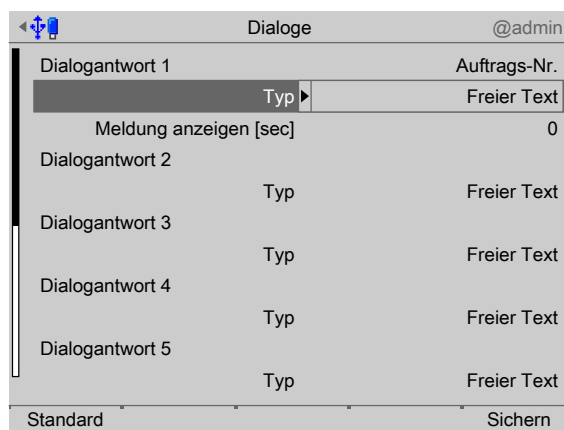 Dialoge @admin
Dialogantwort 1 Auftrags-Nr.
Typ Freier Text
Meldung anzeigen [sec] 0
Dialogantwort 2
Typ Freier Text
Dialogantwort 3
Typ Freier Text
Dialogantwort 4
Typ Freier Text
Dialogantwort 5
Typ Freier Text
Standard Sichern